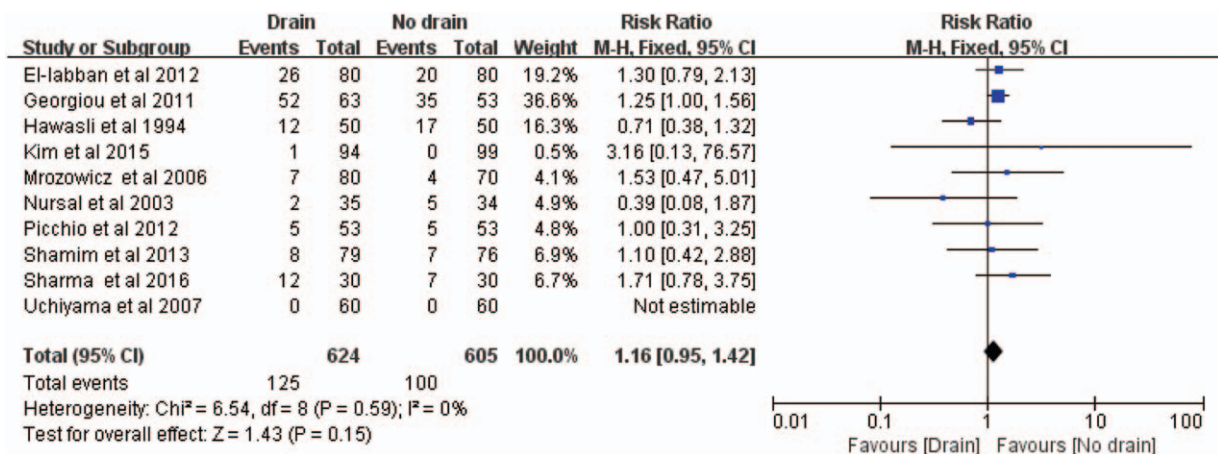 Drain No drain Risk Ratio Risk Ratio
Study or Subgroup Events Total Events Total Weight M-H, Fixed, 95% CI M-H, Fixed, 95% CI
El-labban et al 2012 26 80 20 80 19.2% 1.30 [0.79, 2.13]
Georgiou et al 2011 52 63 35 53 36.6% 1.25 [1.00, 1.56]
Hawasli et al 1994 12 50 17 50 16.3% 0.71 [0.38, 1.32]
Kim et al 2015 1 94 0 99 0.5% 3.16 [0.13, 76.57]
Mrozowicz et al 2006 7 80 4 70 4.1% 1.53 [0.47, 5.01]
Nursal et al 2003 2 35 5 34 4.9% 0.39 [0.08, 1.87]
Picchio et al 2012 5 53 5 53 4.8% 1.00 [0.31, 3.25]
Shamim et al 2013 8 79 7 76 6.9% 1.10 [0.42, 2.88]
Sharma et al 2016 12 30 7 30 6.7% 1.71 [0.78, 3.75]
Uchiyama et al 2007 0 60 0 60 Not estimable
Total (95% CI) 624 605 100.0% 1.16 [0.95, 1.42]
Total events 125 100
Heterogeneity: Chi² = 6.54, df = 8 (P = 0.59); I² = 0%
Test for overall effect: Z = 1.43 (P = 0.15)
0.01 0.1 1 10 100
Favours [Drain] Favours [No drain]